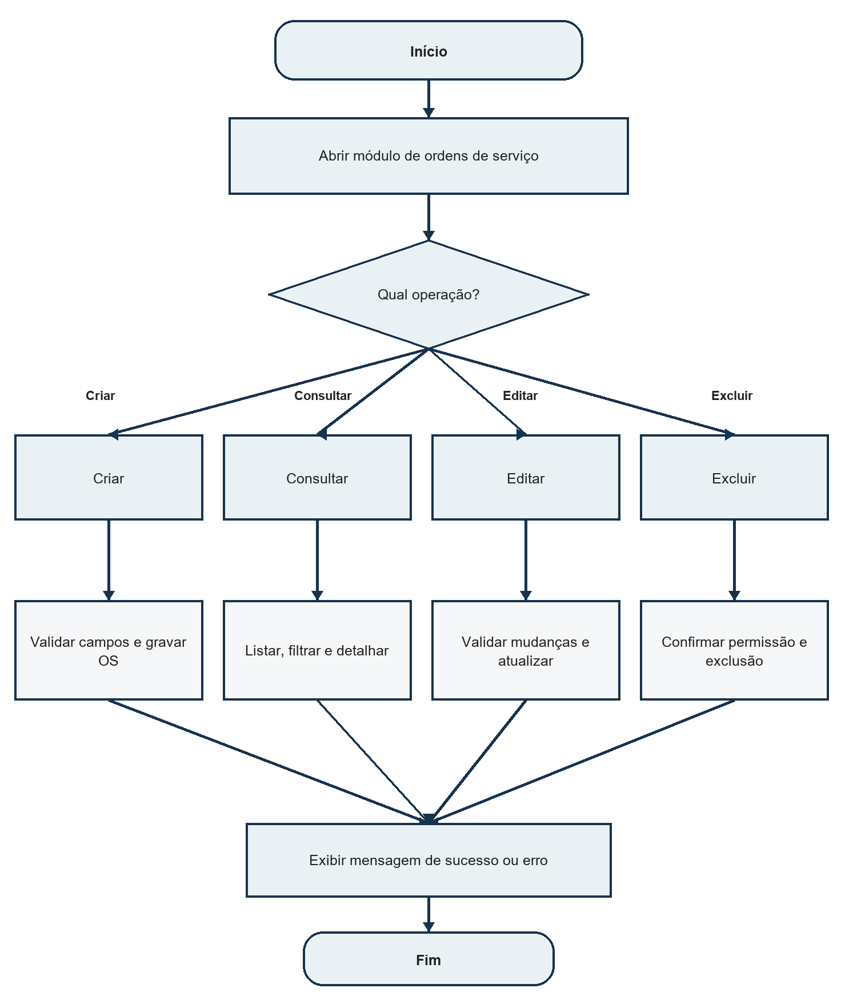 Início
Abrir módulo de ordens de serviço
Qual operação?
Criar
Consultar
Editar
Excluir
Criar
Consultar
Editar
Excluir
Validar campos e gravar
OS
Listar, filtrar e detalhar
Validar mudanças e
atualizar
Confirmar permissão e
exclusão
Exibir mensagem de sucesso ou erro
Fim